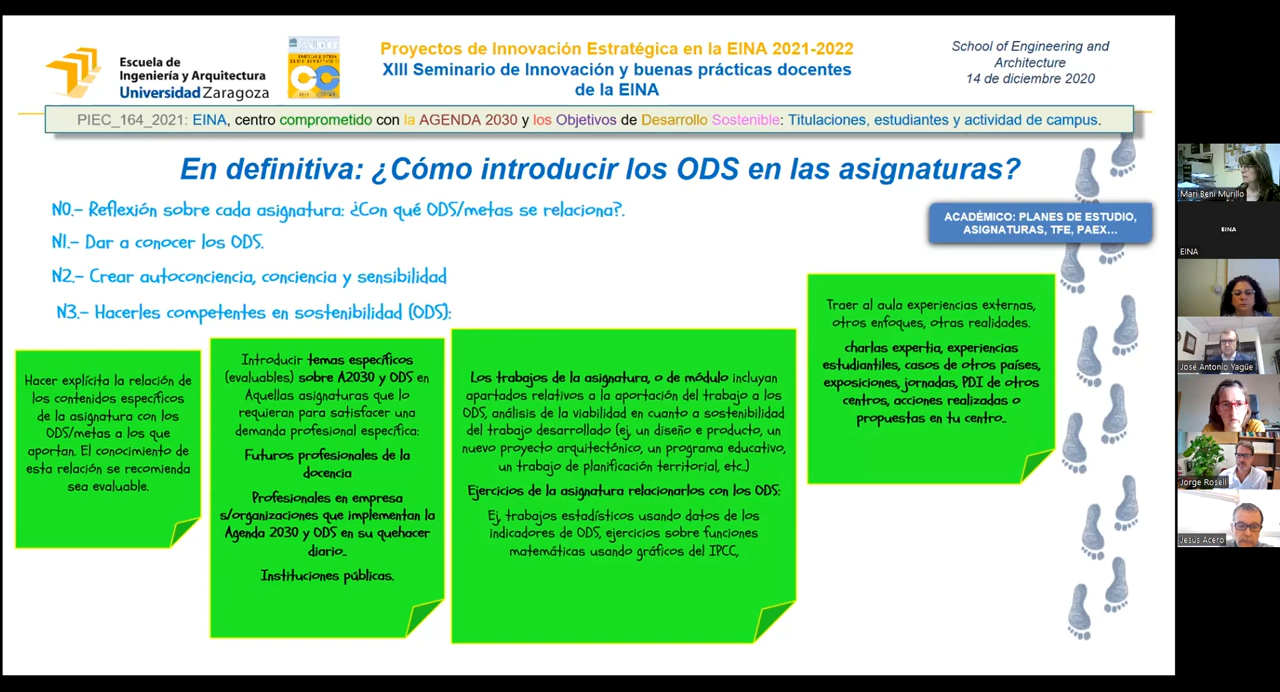 Escuela de
Ingeniería y Arquitectura
Universidad Zaragoza
Proyectos de Innovación Estratégica en la EINA 2021-2022
XIII Seminario de Innovación y buenas prácticas docentes
de la EINA
School of Engineering and
Architecture
14 de diciembre 2020
PIEC_164_2021: EINA, centro comprometido con la AGENDA 2030 y los Objetivos de Desarrollo Sostenible: Titulaciones, estudiantes y actividad de campus.
En definitiva: ¿Cómo introducir los ODS en las asignaturas?
N0.- Reflexión sobre cada asignatura: ¿Con qué ODS/metas se relaciona?.
N1.- Dar a conocer los ODS.
N2.- Crear autoconciencia, conciencia y sensibilidad
N3.- Hacerles competentes en sostenibilidad (ODS):
ACADÉMICO: PLANES DE ESTUDIO,
ASIGNATURAS, TFE, PAEX...
Hacer explícita la relación de
los contenidos específicos
de la asignatura con los
ODS/metas a los que
aportan. El conocimiento de
esta relación se recomienda
sea evaluable.
Introducir temas específicos
(evaluables) sobre A2030 y ODS en
Aquellas asignaturas que lo
requieran para satisfacer una
demanda profesional específica:
Futuros profesionales de la
docencia
Profesionales en empresa
s/organizaciones que implementan la
Agenda 2030 y ODS en su quehacer
diario...
Instituciones públicas.
Los trabajos de la asignatura, o de módulo incluyan
apartados relativos a la aportación del trabajo a los
ODS, análisis de la viabilidad en cuanto a sostenibilidad
del trabajo desarrollado (ej, un diseño e producto, un
nuevo proyecto arquitectónico, un programa educativo,
un trabajo de planificación territorial, etc.)
Ejercicios de la asignatura relacionarlos con los ODS:
Ej, trabajos estadísticos usando datos de los
indicadores de ODS, ejercicios sobre funciones
matemáticas usando gráficos del IPCC,
Traer al aula experiencias externas,
otros enfoques, otras realidades.
charlas expertia, experiencias
estudiantiles, casos de otros países,
exposiciones, jornadas, PDI de otros
centros, acciones realizadas o
propuestas en tu centro...
Mari Beni Murillo
EINA
EINA
José Antonio Yagüe
Jorge Rosell
Jesús Acero